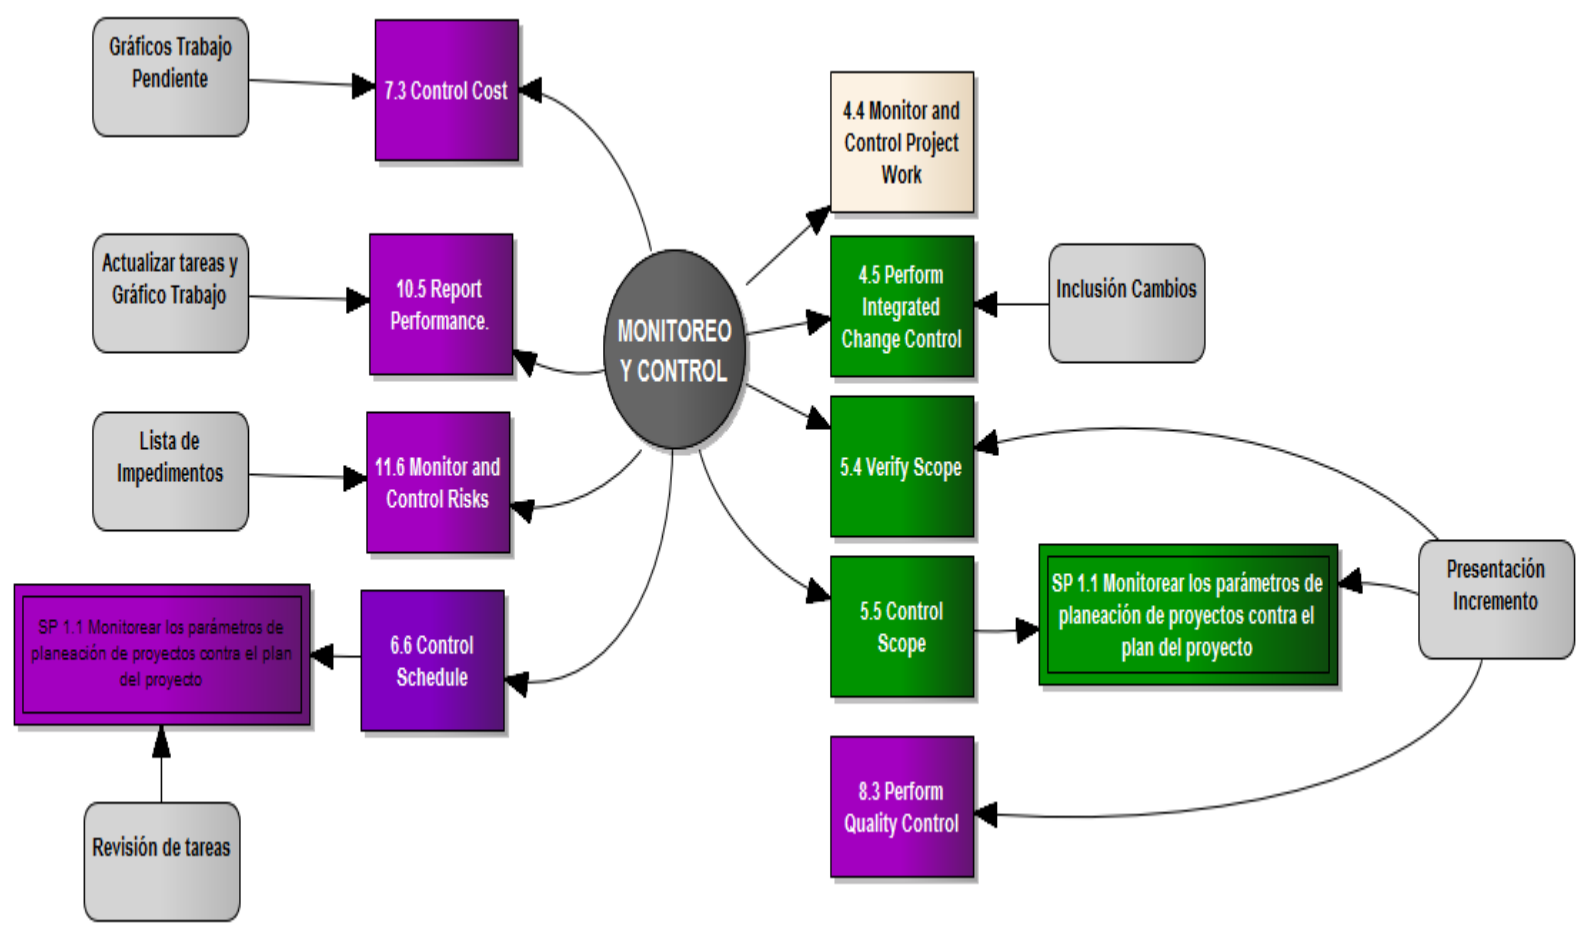 Gráficos Trabajo
Pendiente
7.3 Control Cost
4.4 Monitor and
Control Project
Work
Actualizar tareas y
Gráfico Trabajo
10.5 Report
Performance.
MONITOREO
Y CONTROL
4.5 Perform
Integrated
Change Control
Inclusión Cambios
Lista de
Impedimentos
11.6 Monitor and
Control Risks
5.4 Verify Scope
SP 1.1 Monitorear los parámetros de
planeación de proyectos contra el plan
del proyecto
6.6 Control
Schedule
5.5 Control
Scope
SP 1.1 Monitorear los parámetros de
planeación de proyectos contra el
plan del proyecto
Presentación
Incremento
Revisión de tareas
8.3 Perform
Quality Control